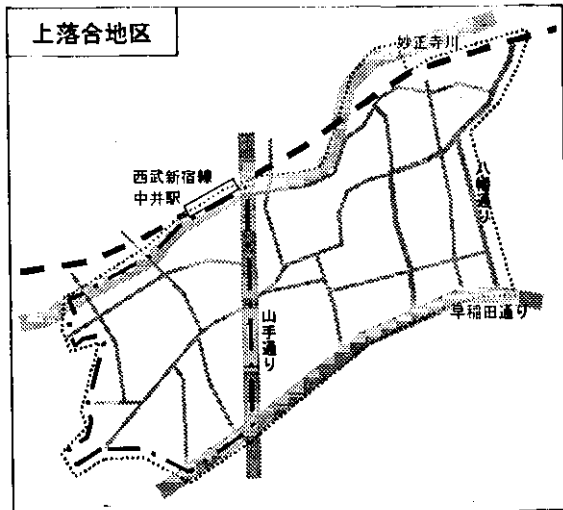 上落合地区
妙正寺川
西武新宿線
中井駅
八幡通り
山手通り
早稲田通り